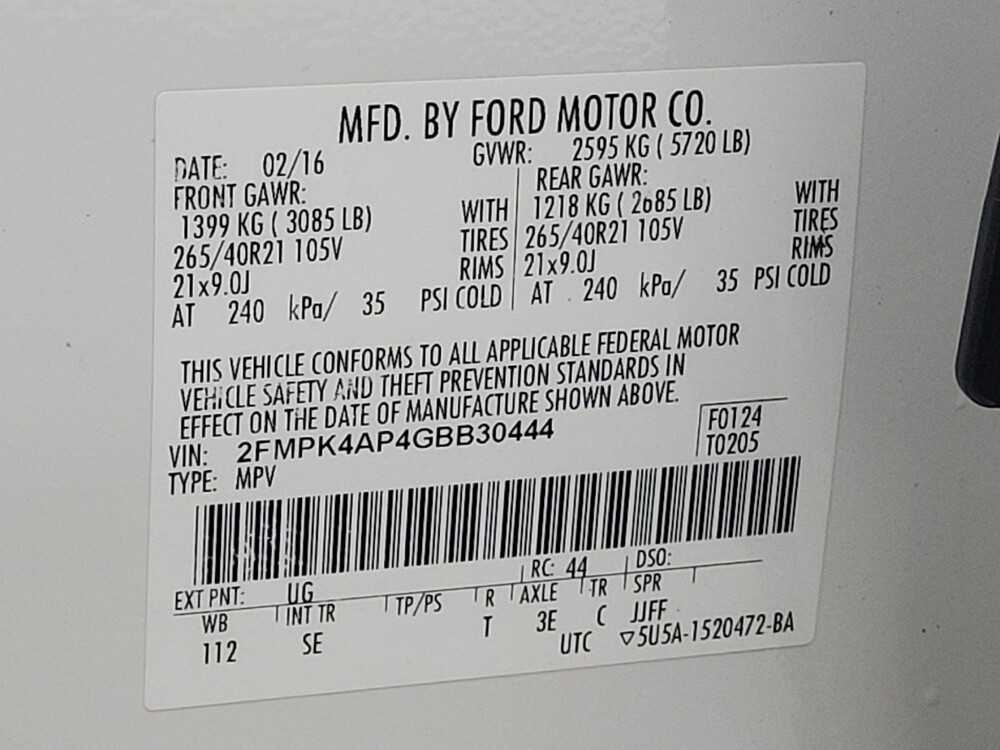 MFD. BY FORD MOTOR CO.
DATE: 02/16 GVWR: 2595 KG ( 5720 LB)
FRONT GAWR: REAR GAWR:
1399 KG ( 3085 LB) WITH 1218 KG ( 2685 LB) WITH
265/40R21 105V TIRES 265/40R21 105V TIRES
21x9.0J RIMS 21x9.0J RIMS
AT 240 kPa/ 35 PSI COLD AT 240 kPa/ 35 PSI COLD
THIS VEHICLE CONFORMS TO ALL APPLICABLE FEDERAL MOTOR
VEHICLE SAFETY AND THEFT PREVENTION STANDARDS IN
EFFECT ON THE DATE OF MANUFACTURE SHOWN ABOVE.
VIN: 2FMPK4AP4GBB30444 F0124
TYPE: MPV T0205
EXT PNT: UG RC: 44 DSO:
WB INT TR TP/PS R AXLE TR SPR
112 SE T 3E C JJFF
UTC ▽5U5A-1520472-BA